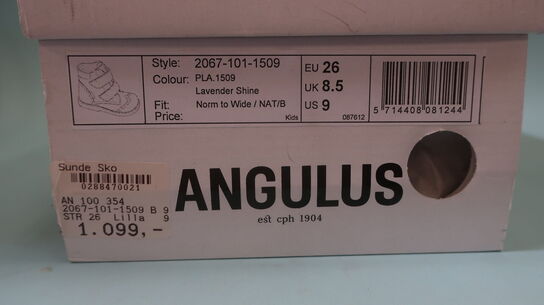 Style: 2067-101-1509
Colour: PLA.1509
Lavender Shine
Fit: Norm to Wide / NAT/B
Price:
Kids
EU 26
UK 8.5
US 9
087612
5 714408 081244
Sunde Sko
0288470021
AN 100 354
2067-101-1509 B 9
STR 26 Lilla 9
1.099,-
ANGULUS
est cph 1904